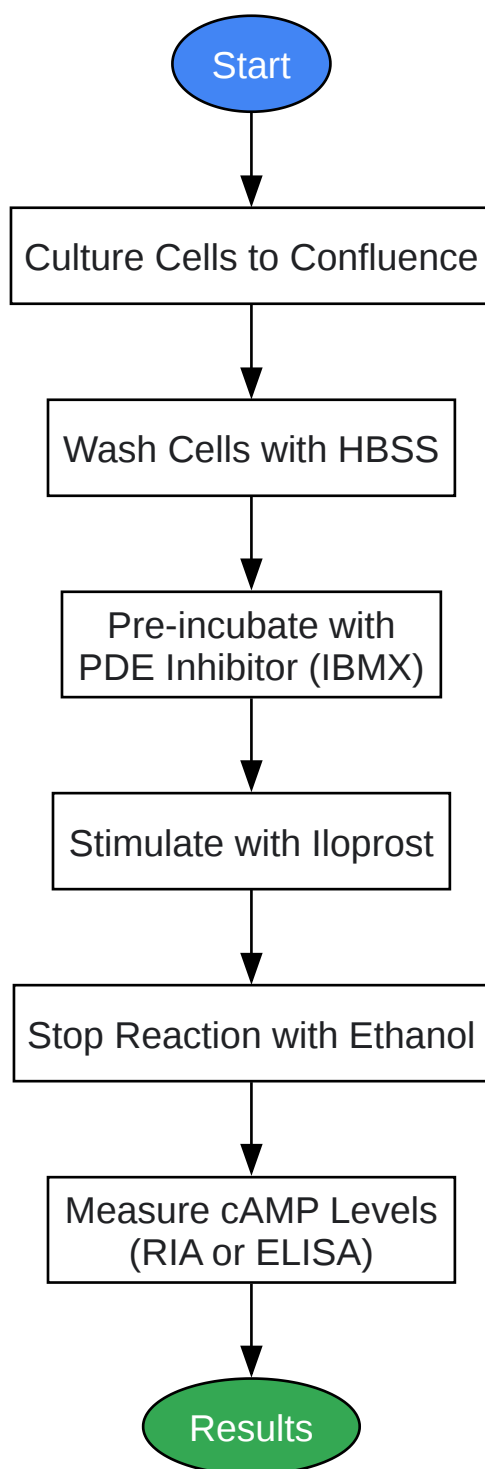 Start
Culture Cells to Confluence
Wash Cells with HBSS
Pre-incubate with
PDE Inhibitor (IBMX)
Stimulate with Iloprost
Stop Reaction with Ethanol
Measure cAMP Levels
(RIA or ELISA)
Results